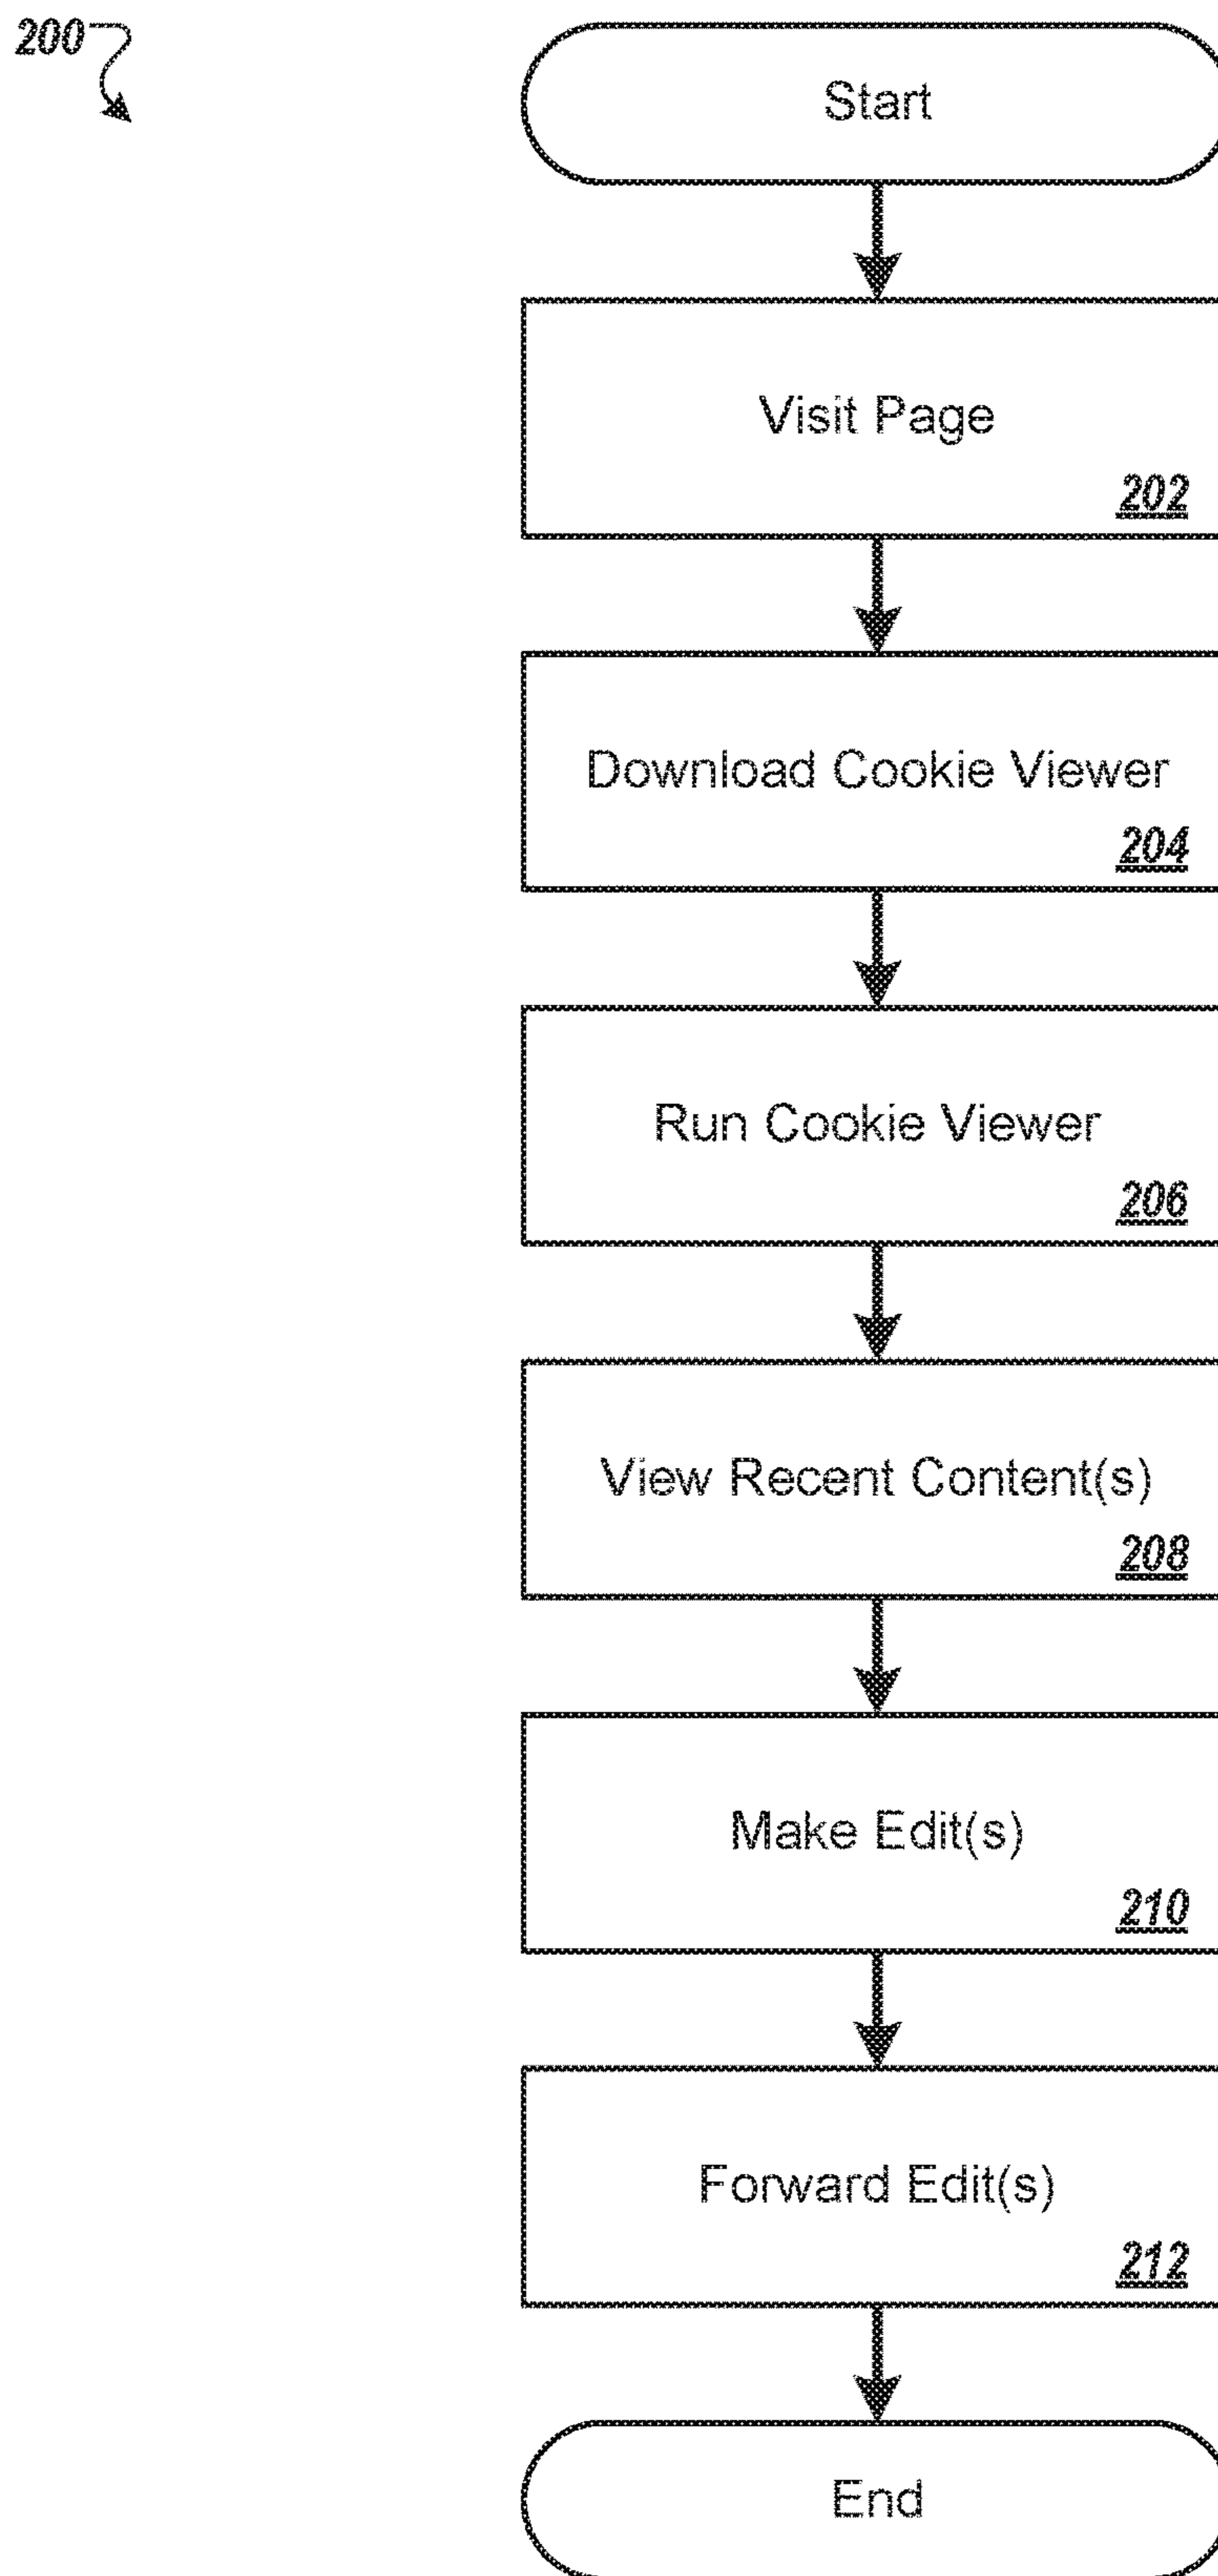 200
Start
Visit Page
202
Download Cookie Viewer
204
Run Cookie Viewer
206
View Recent Content(s)
208
Make Edit(s)
210
Forward Edit(s)
212
End